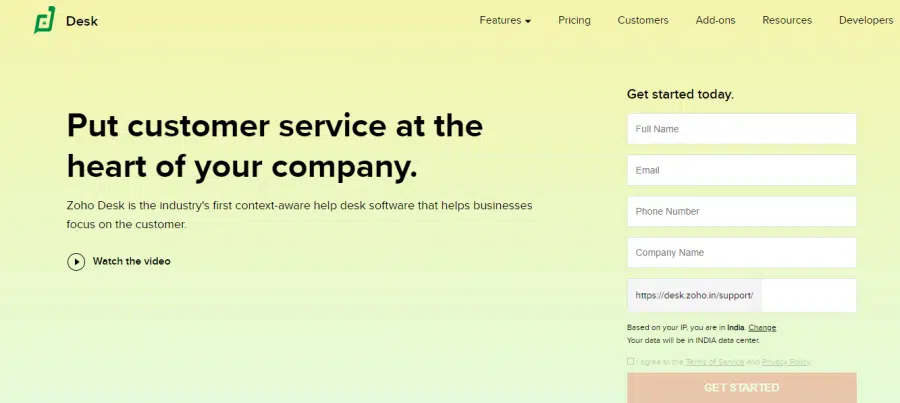 Desk
Features
Pricing
Customers
Add-ons
Resources
Developers
Put customer service at the
heart of your company.
Zoho Desk is the industry's first context-aware help desk software that helps businesses
focus on the customer.
Watch the video
Get started today.
Full Name
Email
Phone Number
Company Name
https://desk.zoho.in/support/
Based on your IP, you are in India. Change
Your data will be in INDIA data center.
I agree to the Terms of Service and Privacy Policy.
GET STARTED